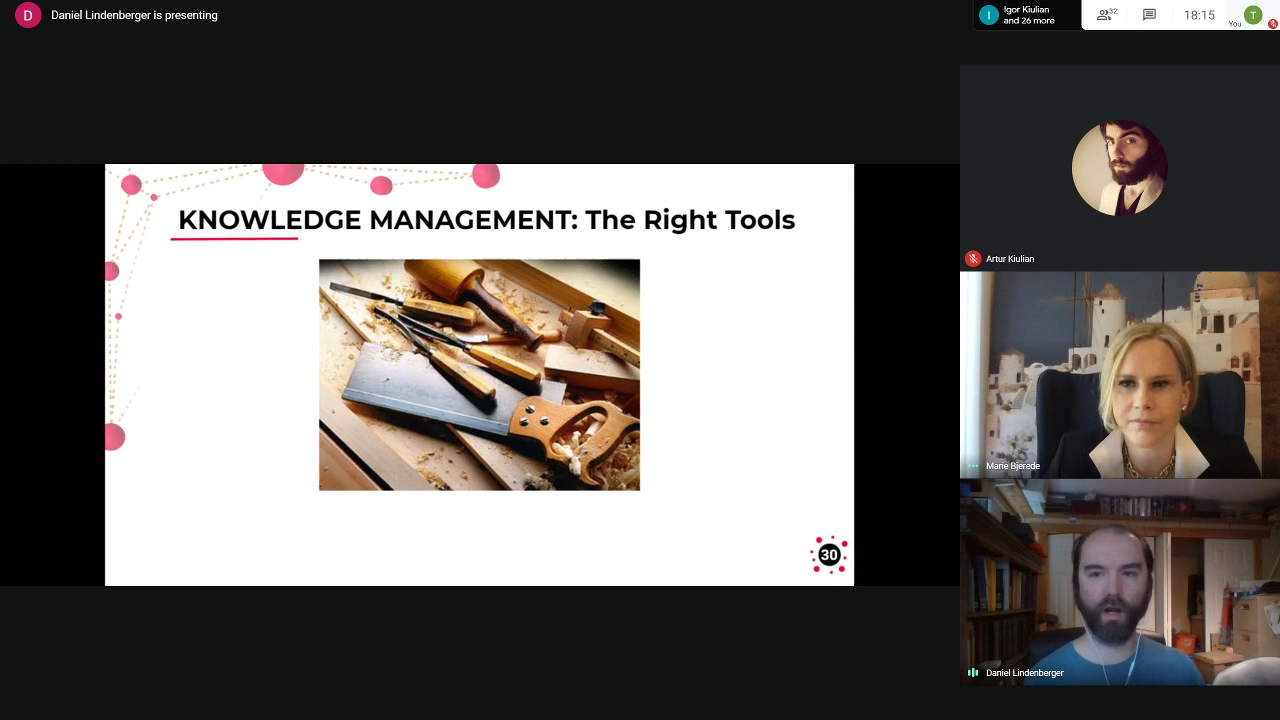 D
Daniel Lindenberger is presenting
I
Igor Kiulian
and 26 more
32
18:15
You
T
KNOWLEDGE MANAGEMENT: The Right Tools
30
Artur Kiulian
Marie Bjerede
Daniel Lindenberger